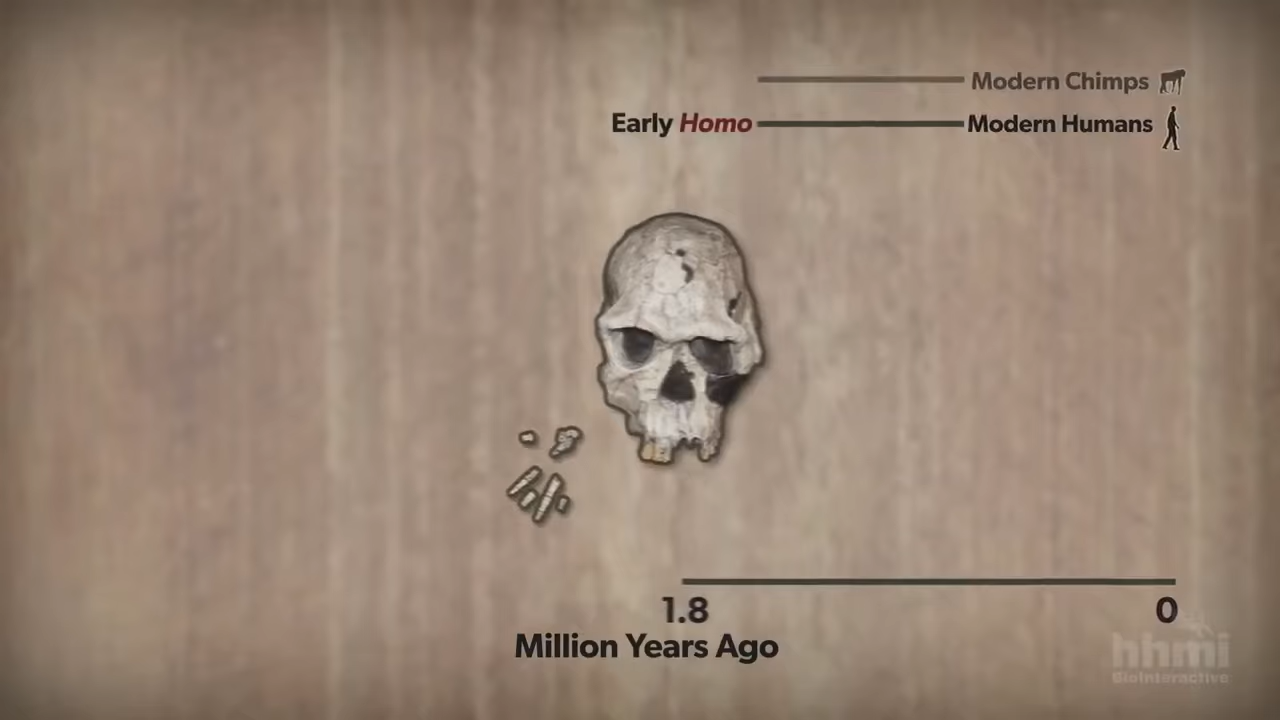 Modern Chimps
Early Homo Modern Humans
1.8 0
Million Years Ago
hhmi
BioInteractive